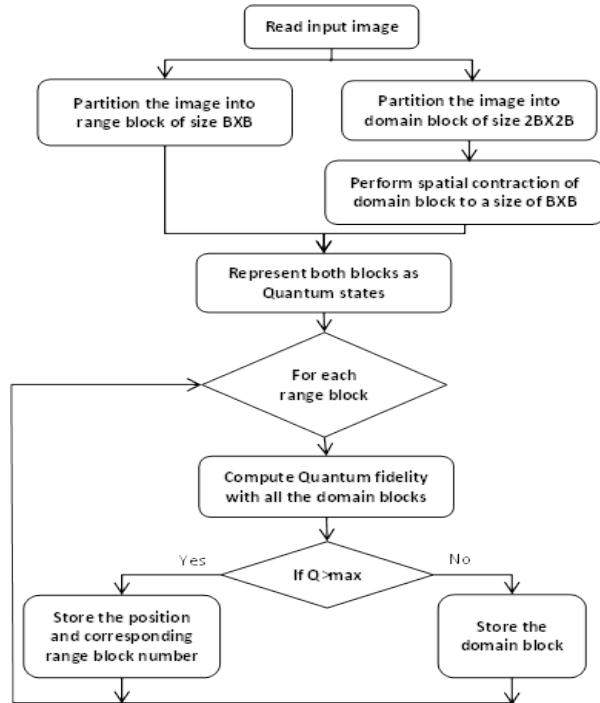 Read input image
Partition the image into
range block of size BXB
Partition the image into
domain block of size 2BX2B
Perform spatial contraction of
domain block to a size of BXB
Represent both blocks as
Quantum states
For each
range block
Compute Quantum fidelity
with all the domain blocks
If Q>max
Yes
No
Store the position
and corresponding
range block number
Store the
domain block